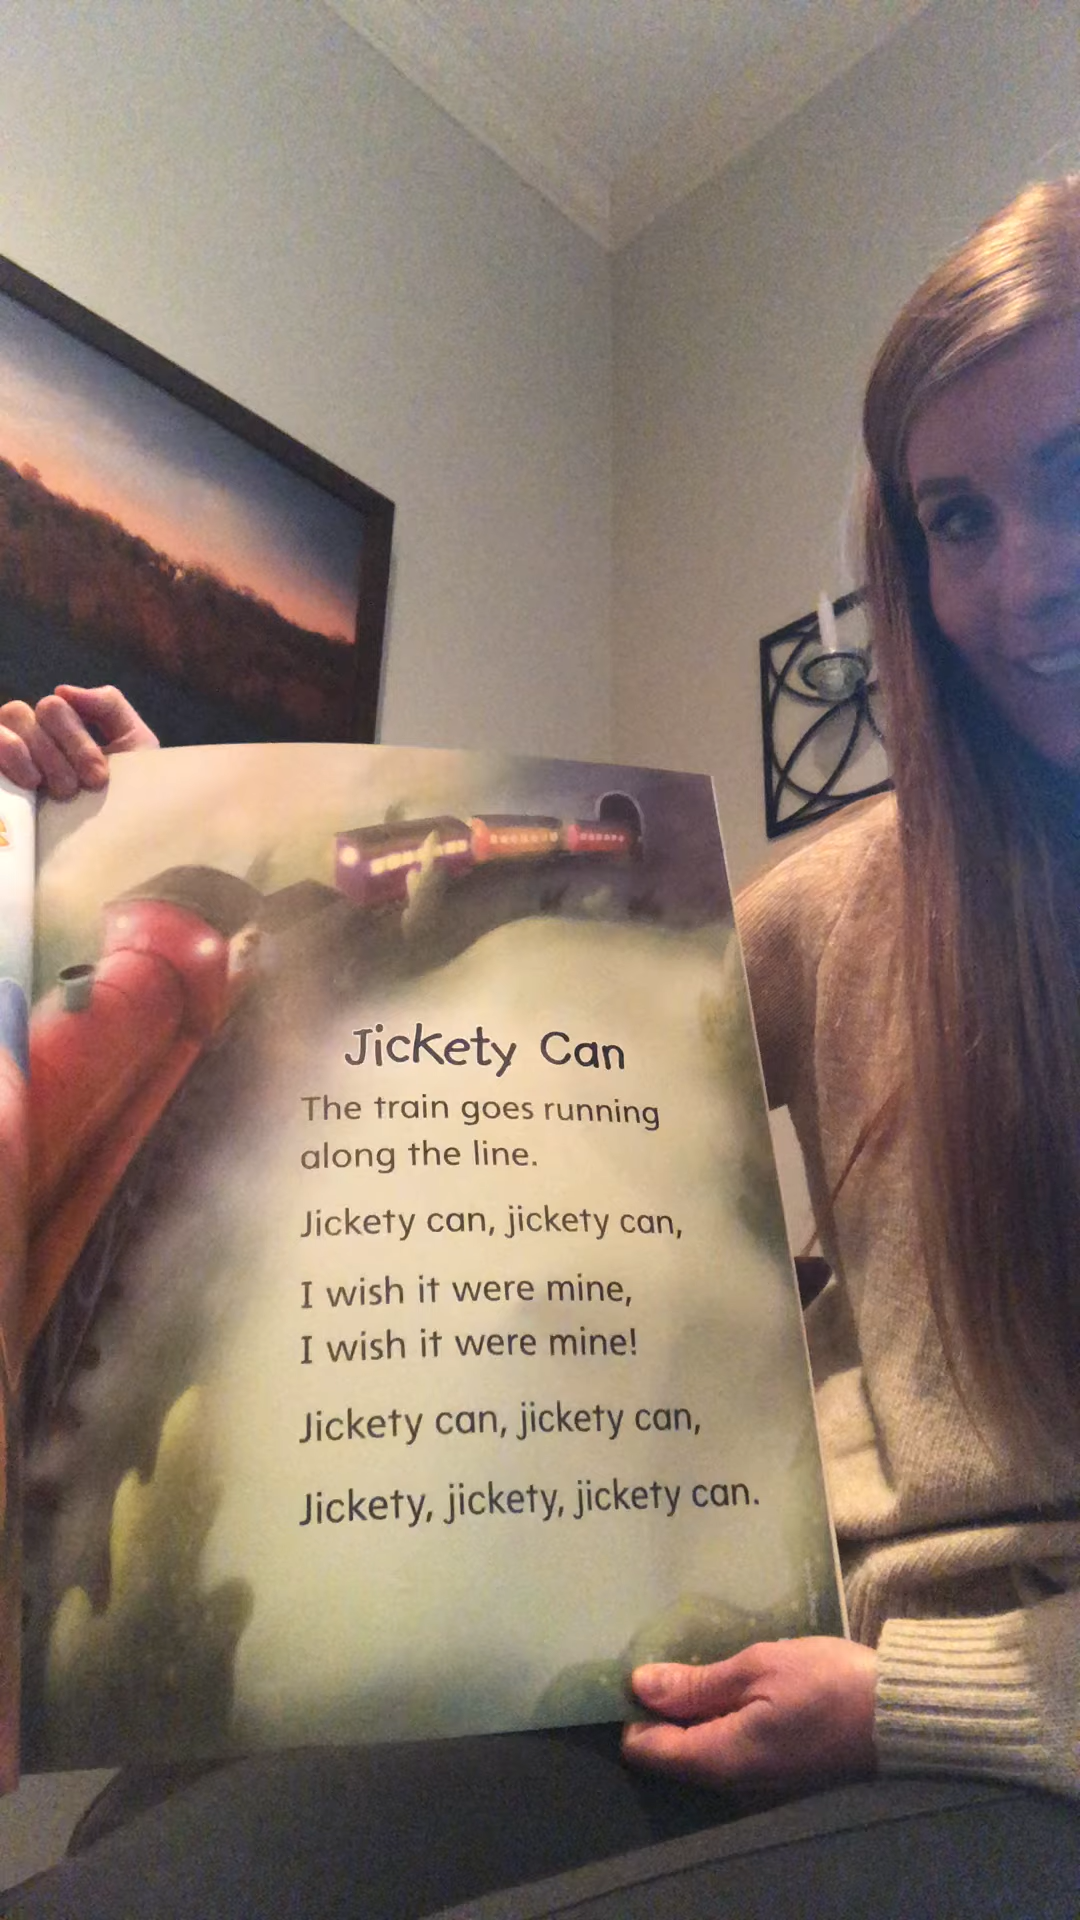 Jickety Can
The train goes running
along the line.
Jickety can, jickety can,
I wish it were mine,
I wish it were mine!
Jickety can, jickety can,
Jickety, jickety, jickety can.